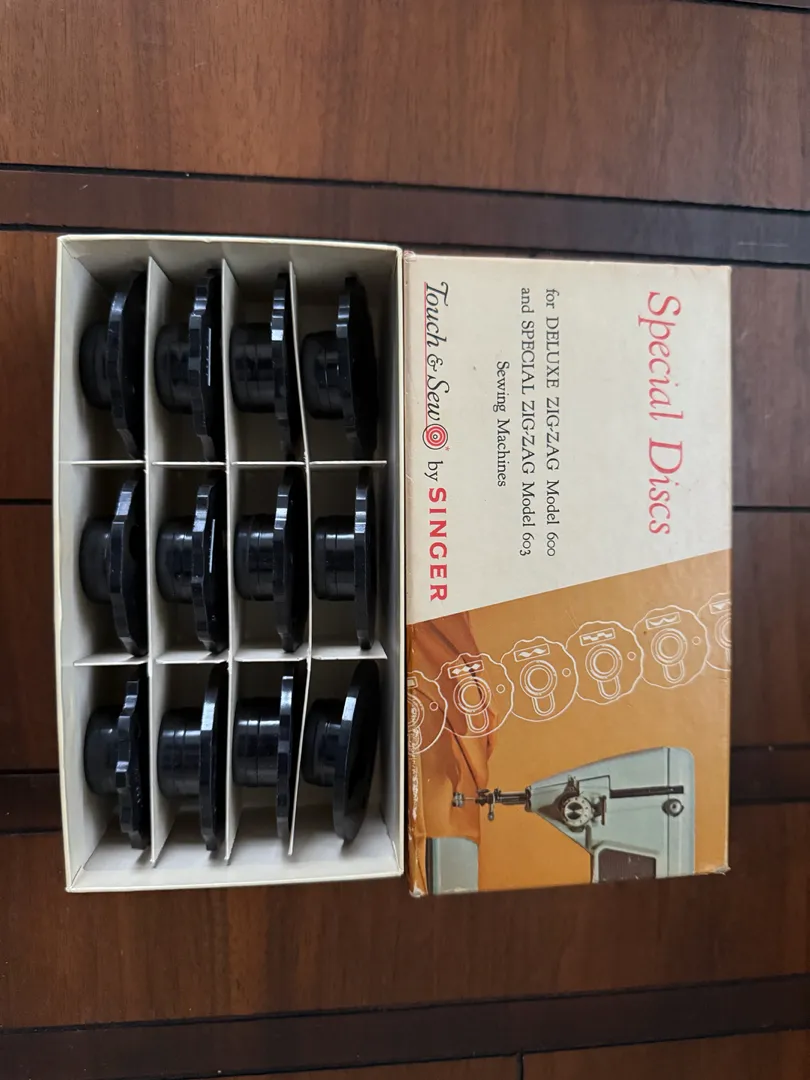 Special Discs
for DELUXE ZIG-ZAG Model 600
and SPECIAL ZIG-ZAG Model 603
Sewing Machines
Touch & Sew by SINGER